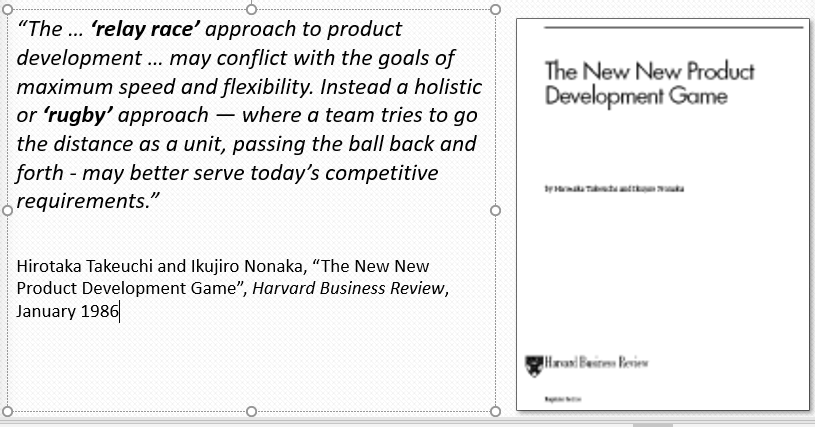 “The … ‘relay race’ approach to product
development … may conflict with the goals of
maximum speed and flexibility. Instead a holistic
or ‘rugby’ approach — where a team tries to go
the distance as a unit, passing the ball back and
forth - may better serve today’s competitive
requirements.”
Hirotaka Takeuchi and Ikujiro Nonaka, “The New New
Product Development Game”, Harvard Business Review,
January 1986
The New New Product
Development Game
by Hirotaka Takeuchi and Ikujiro Nonaka
Harvard Business Review